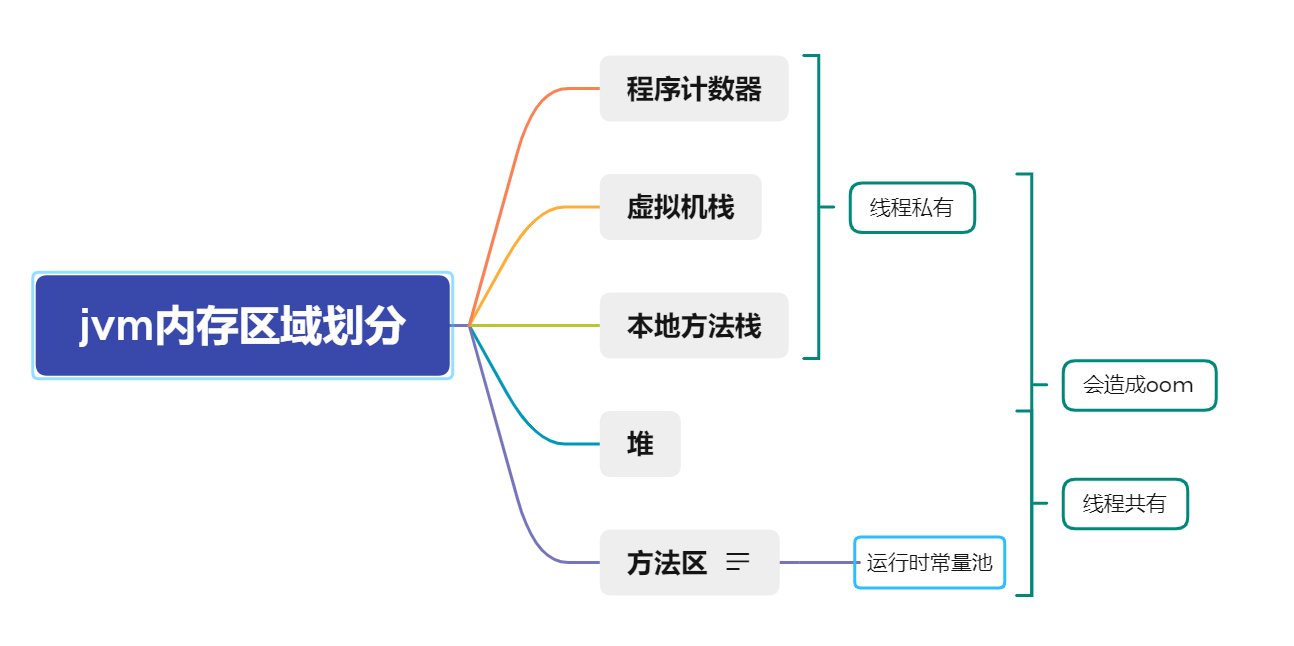 jvm内存区域划分
程序计数器
虚拟机栈
本地方法栈
线程私有
堆
方法区
运行时常量池
会造成oom
线程共有